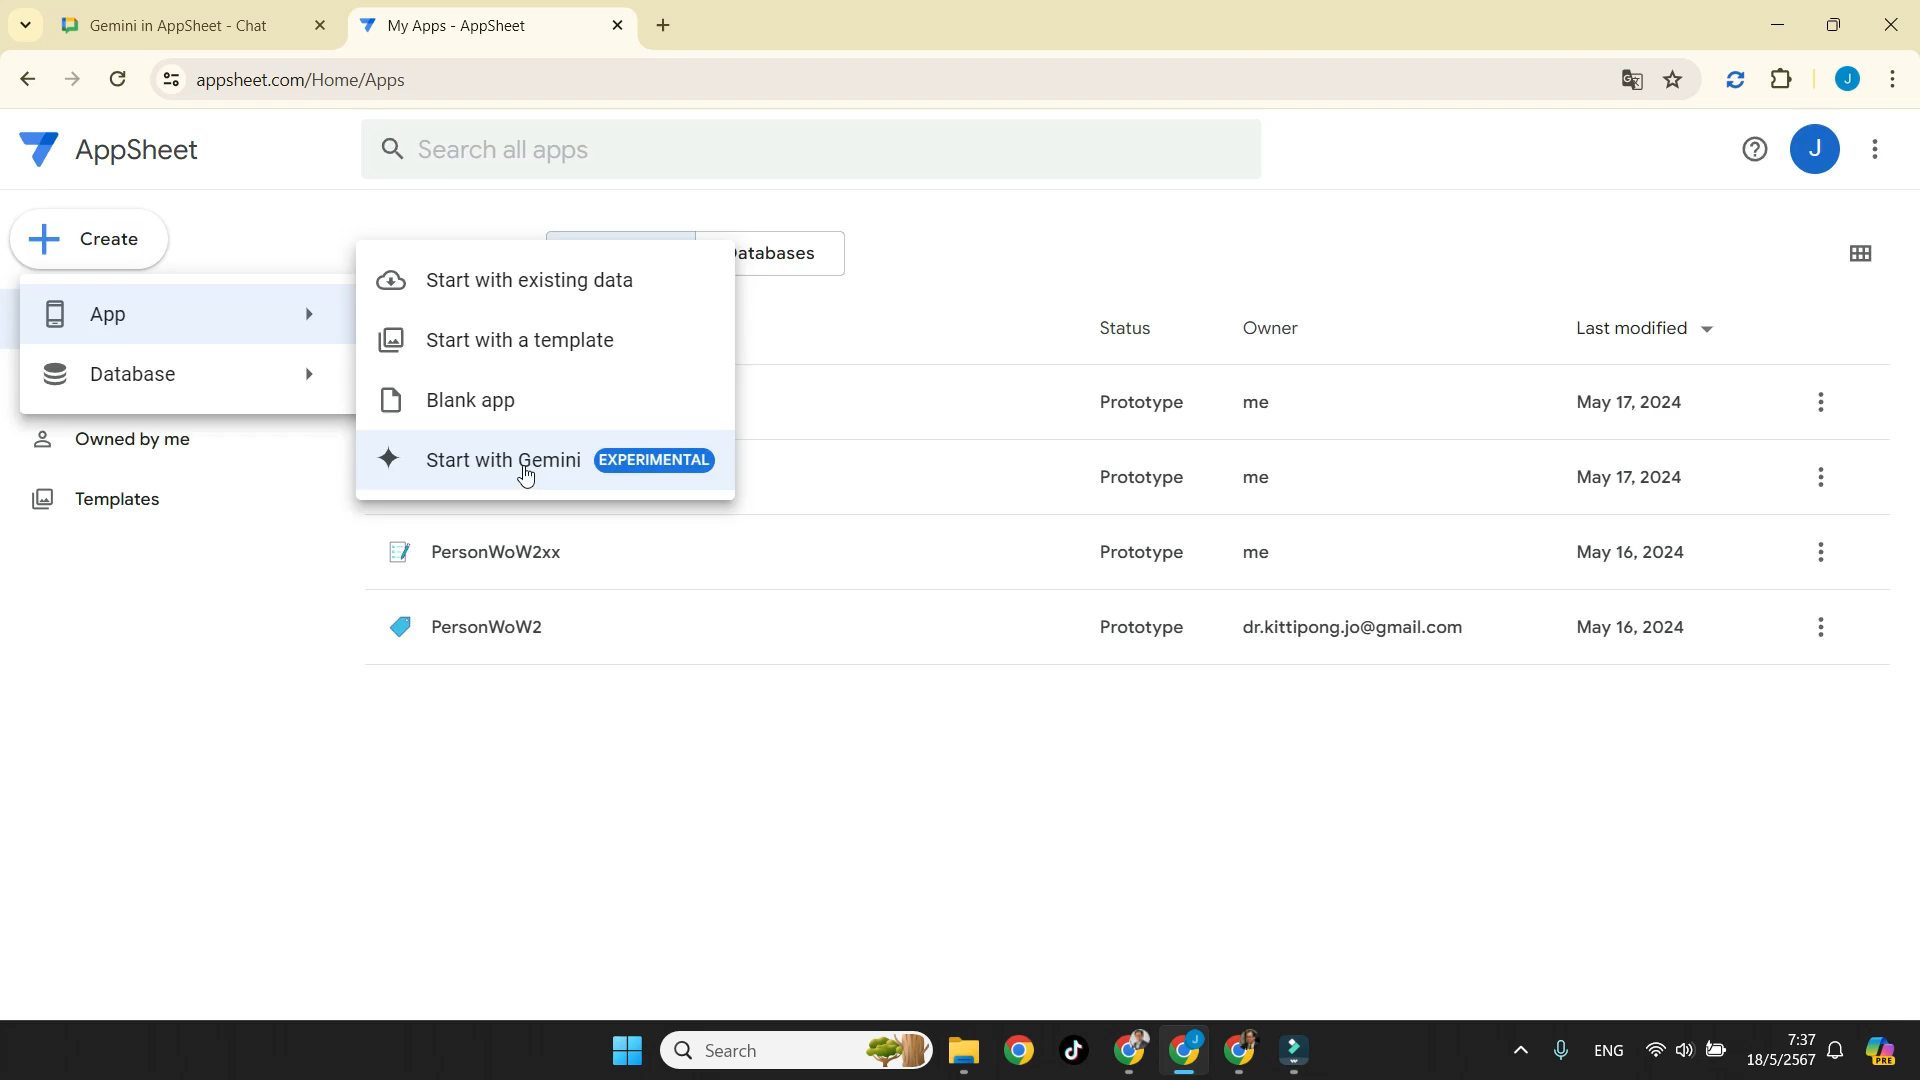 Gemini in AppSheet - Chat
My Apps - AppSheet
appsheet.com/Home/Apps
J
AppSheet
Search all apps
J
Create
App
Database
Owned by me
Templates
Start with existing data
Start with a template
Blank app
Start with Gemini EXPERIMENTAL
atabases
Status Owner Last modified
Prototype me May 17, 2024
Prototype me May 17, 2024
PersonWoW2xx Prototype me May 16, 2024
PersonWoW2 Prototype dr.kittipong.jo@gmail.com May 16, 2024
Search
J
ENG
7:37
18/5/2567
PRE